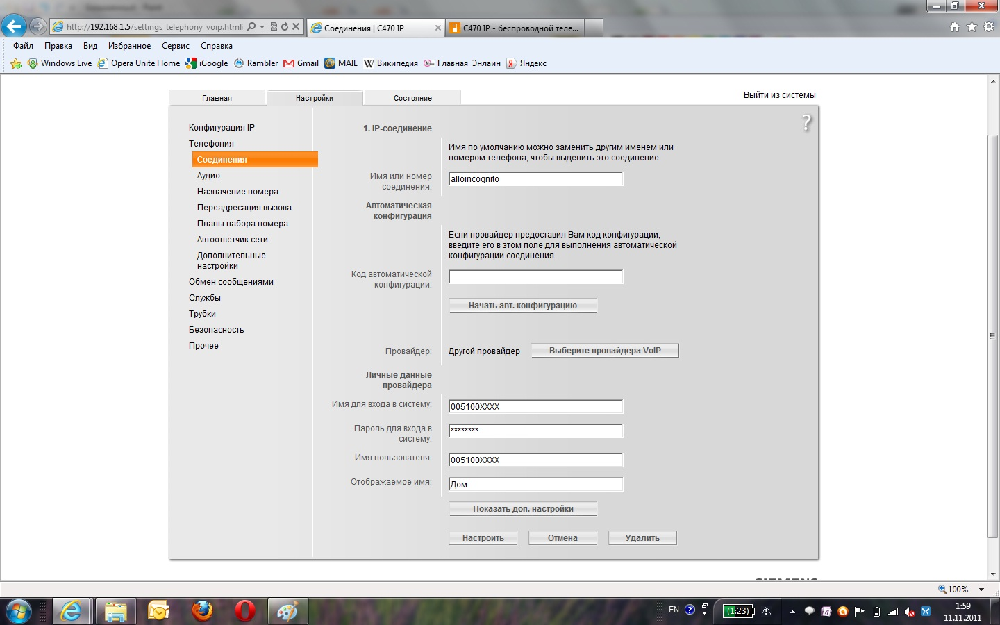 http://192.168.1.5/settings_telephony_voip.html
Соединения | C470 IP
C470 IP - беспроводной теле...
Файл Правка Вид Избранное Сервис Справка
Windows Live Opera Unite Home iGoogle Rambler Gmail MAIL Википедия Главная Энлаин Яндекс
Главная Настройки Состояние Выйти из системы
Конфигурация IP
Телефония
Соединения
Аудио
Назначение номера
Переадресация вызова
Планы набора номера
Автоответчик сети
Дополнительные
настройки
Обмен сообщениями
Службы
Трубки
Безопасность
Прочее
?
1. IP-соединение
Имя по умолчанию можно заменить другим именем или
номером телефона, чтобы выделить это соединение.
Имя или номер
соединения:
alloincognito
Автоматическая
конфигурация
Если провайдер предоставил Вам код конфигурации,
введите его в этом поле для выполнения автоматической
конфигурации соединения.
Код автоматической
конфигурации:
Начать авт. конфигурацию
Провайдер: Другой провайдер Выберите провайдера VoIP
Личные данные
провайдера
Имя для входа в систему: 005100XXXX
Пароль для входа в
систему:
********
Имя пользователя: 005100XXXX
Отображаемое имя: Дом
Показать доп. настройки
Настроить Отмена Удалить
100%
EN (1:23) 1:59
11.11.2011